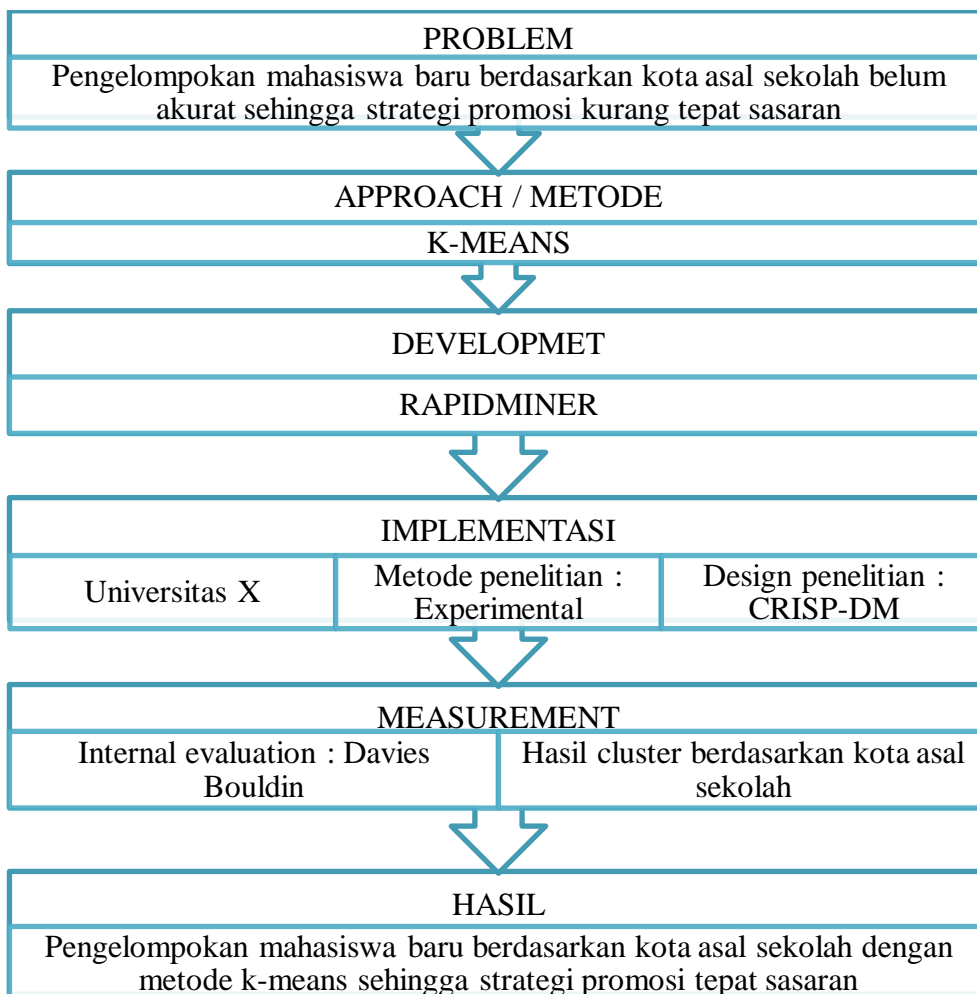 PROBLEM
Pengelompokan mahasiswa baru berdasarkan kota asal sekolah belum
akurat sehingga strategi promosi kurang tepat sasaran
APPROACH / METODE
K-MEANS
DEVELOPMET
RAPIDMINER
IMPLEMENTASI
Universitas X
Metode penelitian :
Experimental
Design penelitian :
CRISP-DM
MEASUREMENT
Internal evaluation : Davies
Bouldin
Hasil cluster berdasarkan kota asal
sekolah
HASIL
Pengelompokan mahasiswa baru berdasarkan kota asal sekolah dengan
metode k-means sehingga strategi promosi tepat sasaran